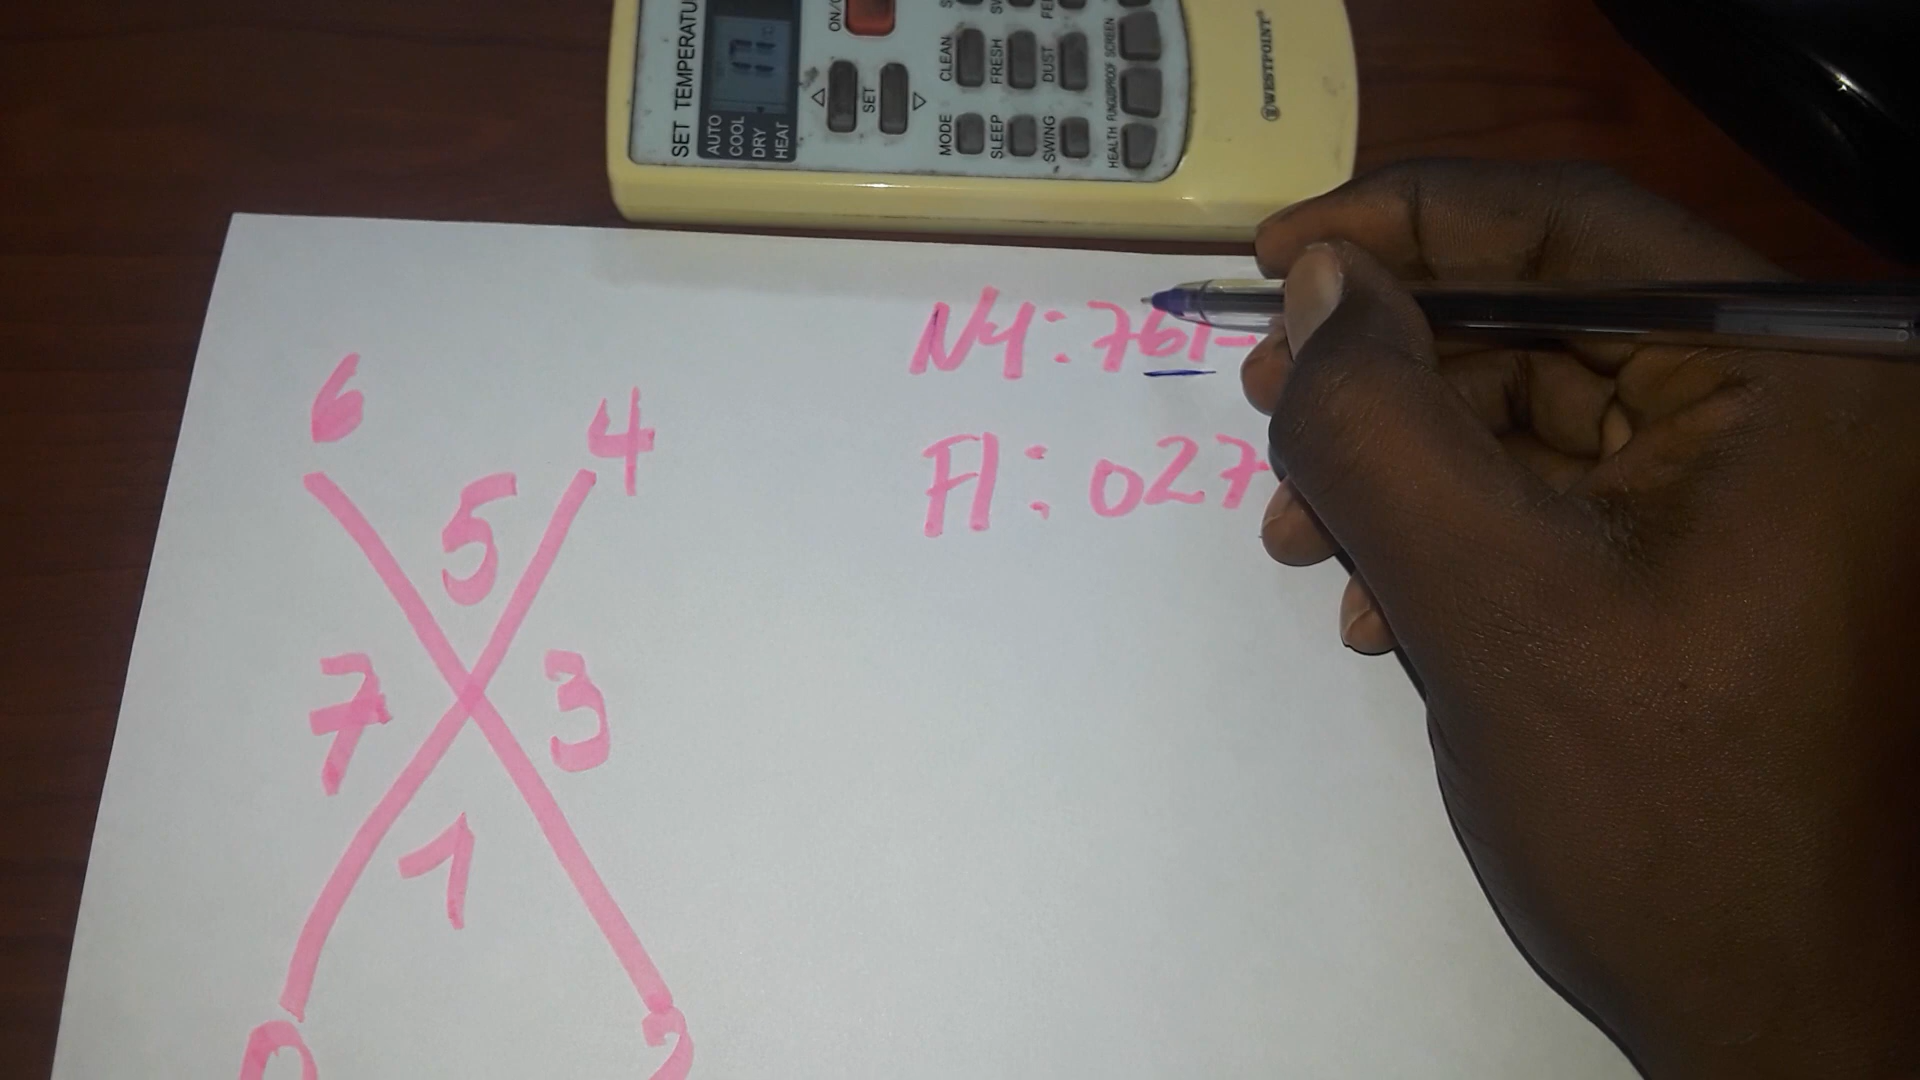 SET TEMPERATU
AUTO
COOL
DRY
HEAT
ON/
SET
CLEAN
FRESH
DUST
SCREEN
MODE
SLEEP
SWING
HEALTH
FUNGUSPROOF
WESTPOINT
NY: 761-
Fl: 027
6
4
5
7
3
1